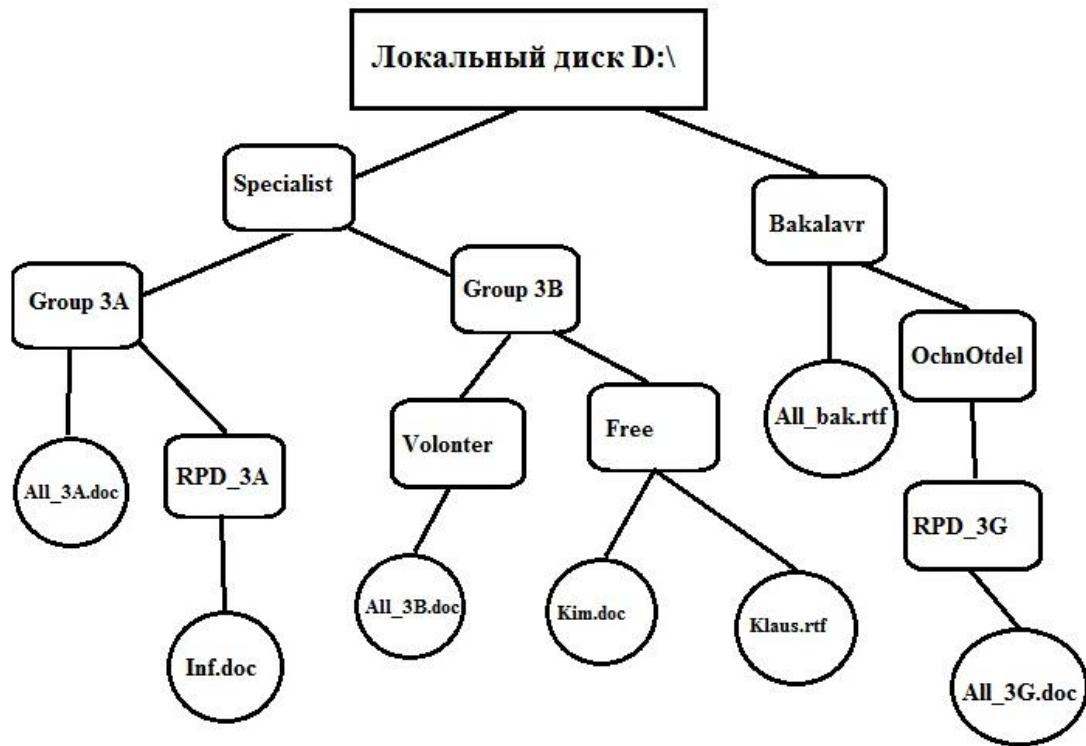 Локальный диск D:\
Specialist
Bakalavr
Group 3A
Group 3B
OchnOtdel
All_bak.rtf
Volonter
Free
RPD_3A
All_3A.doc
RPD_3G
All_3B.doc
Kim.doc
Klaus.rtf
Inf.doc
All_3G.doc